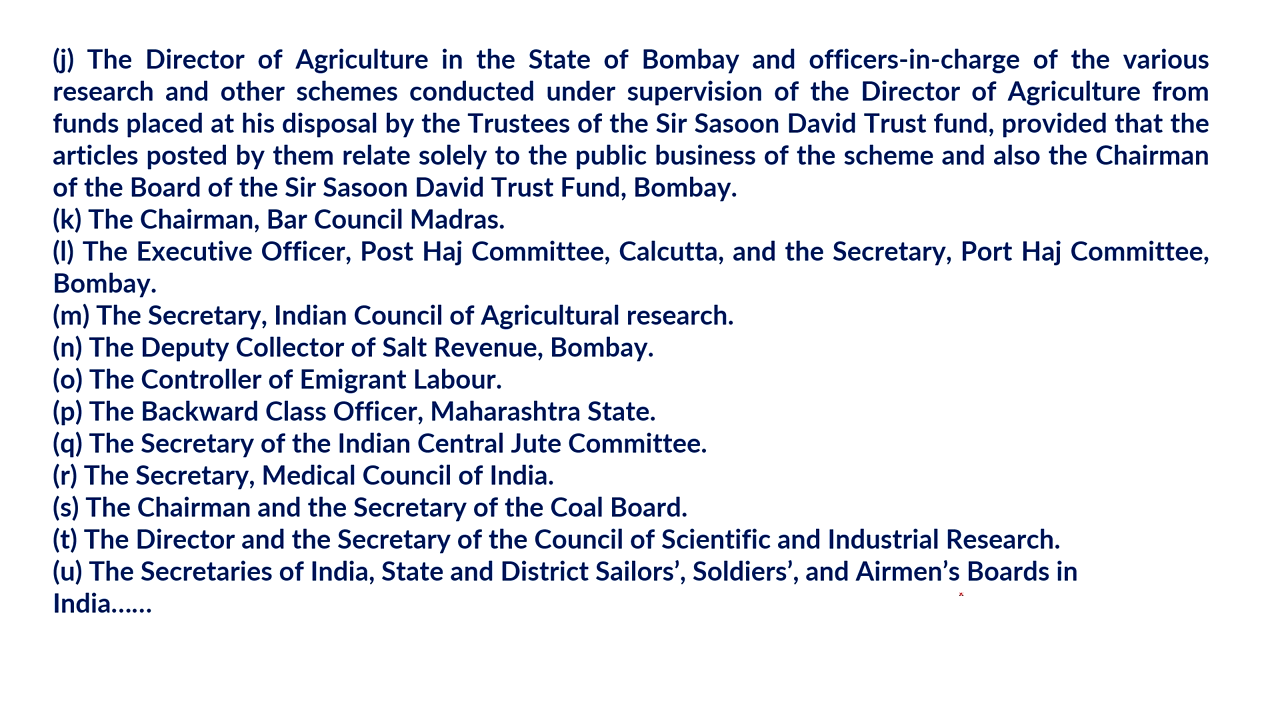 (j) The Director of Agriculture in the State of Bombay and officers-in-charge of the various
research and other schemes conducted under supervision of the Director of Agriculture from
funds placed at his disposal by the Trustees of the Sir Sasoon David Trust fund, provided that the
articles posted by them relate solely to the public business of the scheme and also the Chairman
of the Board of the Sir Sasoon David Trust Fund, Bombay.
(k) The Chairman, Bar Council Madras.
(l) The Executive Officer, Post Haj Committee, Calcutta, and the Secretary, Port Haj Committee,
Bombay.
(m) The Secretary, Indian Council of Agricultural research.
(n) The Deputy Collector of Salt Revenue, Bombay.
(o) The Controller of Emigrant Labour.
(p) The Backward Class Officer, Maharashtra State.
(q) The Secretary of the Indian Central Jute Committee.
(r) The Secretary, Medical Council of India.
(s) The Chairman and the Secretary of the Coal Board.
(t) The Director and the Secretary of the Council of Scientific and Industrial Research.
(u) The Secretaries of India, State and District Sailors’, Soldiers’, and Airmen’s Boards in
India……